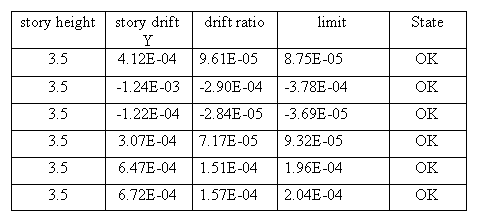 story height story drift Y drift ratio limit State
3.5 4.12E-04 9.61E-05 8.75E-05 OK
3.5 -1.24E-03 -2.90E-04 -3.78E-04 OK
3.5 -1.22E-04 -2.84E-05 -3.69E-05 OK
3.5 3.07E-04 7.17E-05 9.32E-05 OK
3.5 6.47E-04 1.51E-04 1.96E-04 OK
3.5 6.72E-04 1.57E-04 2.04E-04 OK